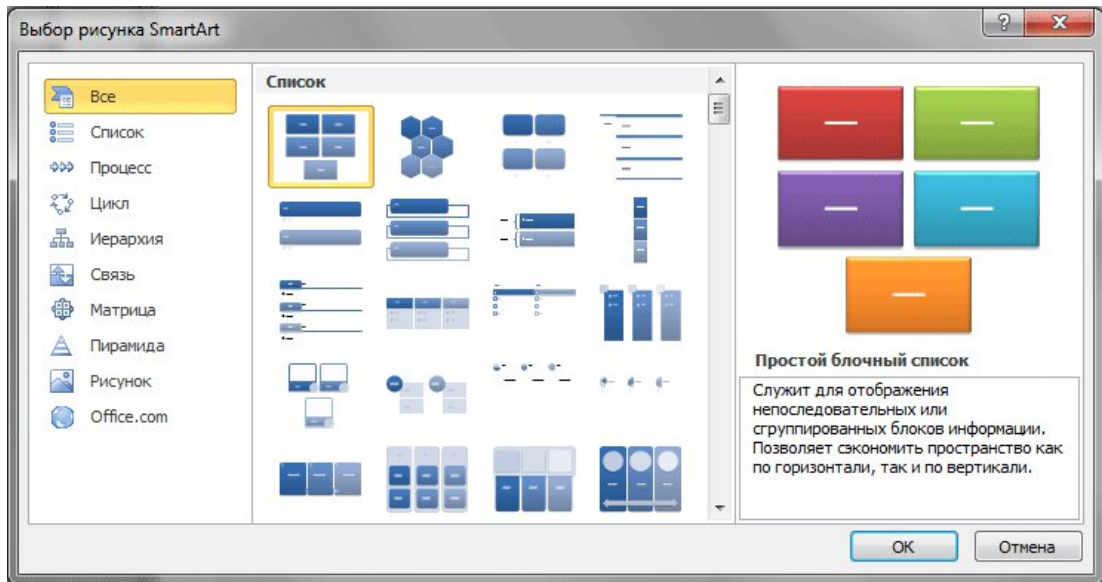 Выбор рисунка SmartArt
Все
Список
Процесс
Цикл
Иерархия
Связь
Матрица
Пирамида
Рисунок
Office.com
Список
Простой блочный список
Служит для отображения
непоследовательных или
сгруппированных блоков информации.
Позволяет сэкономить пространство как
по горизонтали, так и по вертикали.
ОК
Отмена